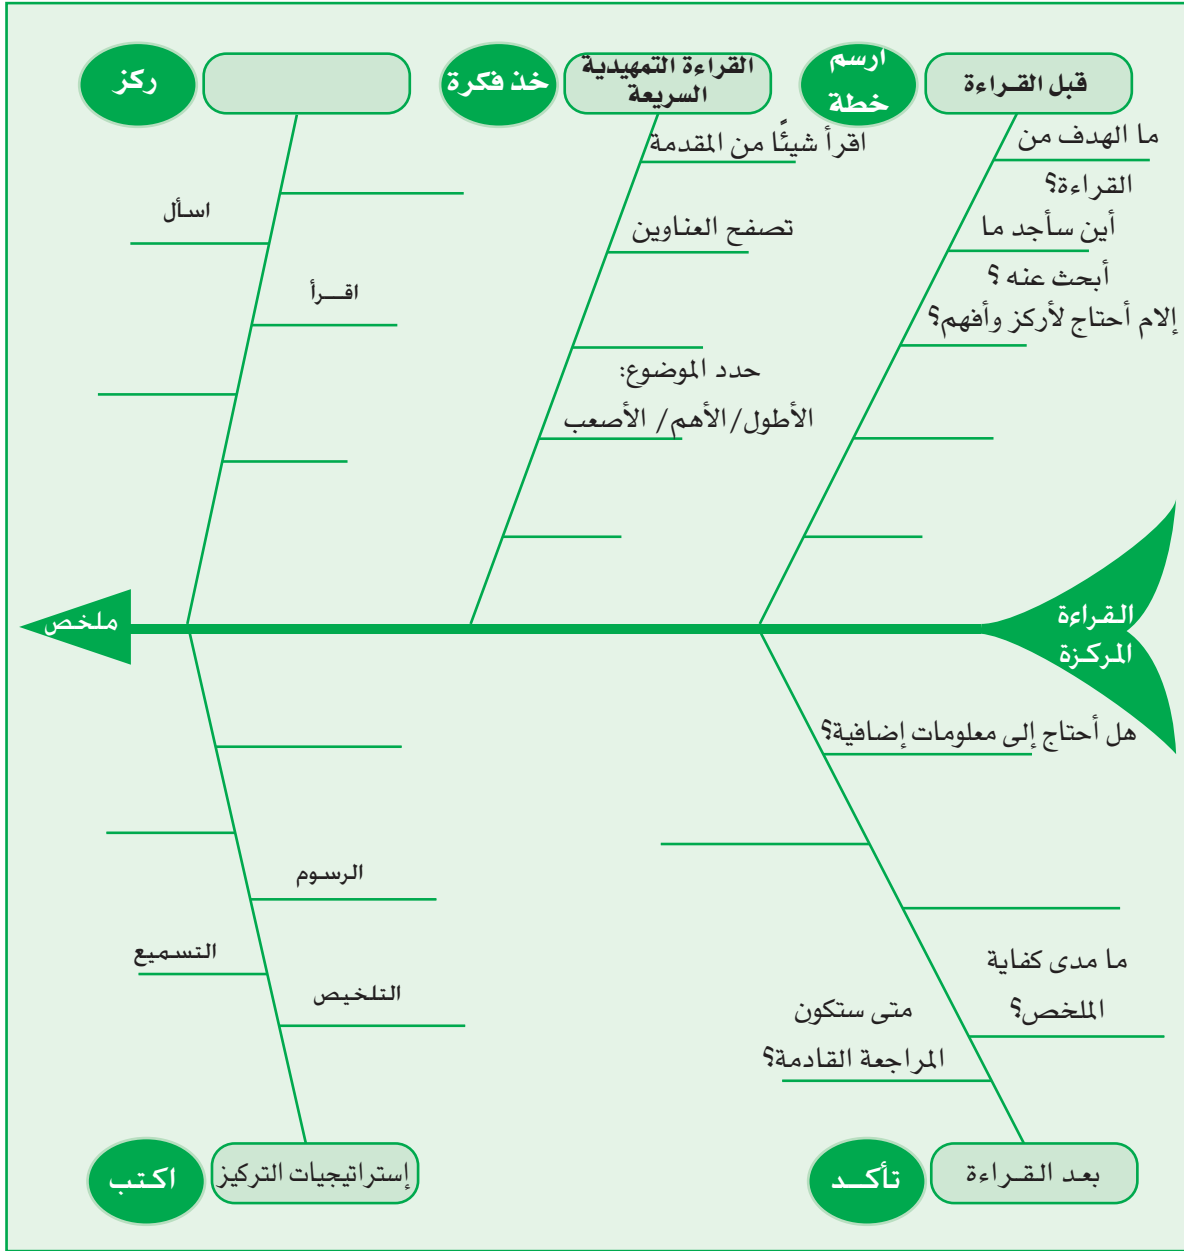 قبل القراءة
ارسم
خطة
ما الهدف من
القراءة؟
أين سأجد ما
أبحث عنه ؟
إلام أحتاج لأركز وأفهم؟
القراءة التمهيدية
السريعة
خذ فكرة
اقرأ شيئًا من المقدمة
تصفح العناوين
حدد الموضوع:
الأطول/الأهم/ الأصعب
ركز
اسأل
اقــرأ
القراءة
المركزة
ملخص
هل أحتاج إلى معلومات إضافية؟
ما مدى كفاية
الملخص؟
متى ستكون
المراجعة القادمة؟
بعد القراءة
تأكــد
الرسوم
التسميع
التلخيص
إستراتيجيات التركيز
اكتب